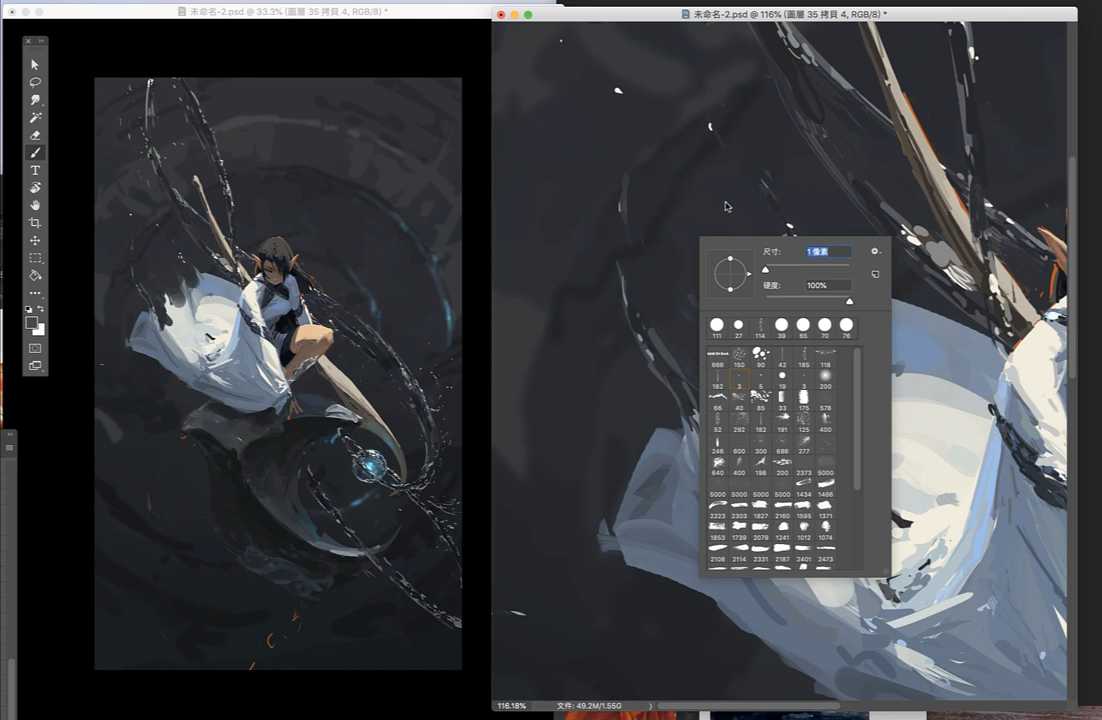 未命名-2.psd @ 33.3% (圖層 35 拷貝 4, RGB/8) *
未命名-2.psd @ 116% (圖層 35 拷貝 4, RGB/8) *
T
尺寸: 1 像素
硬度: 100%
111 27 114 39 65 70 76
666 150 90 42 185 118
182 3 5 19 3 200
66 40 85 33 175 578
52 292 182 191 125 400
246 600 300 686 277
640 400 198 200 2373 5000
5000 5000 5000 5000 1434 1466
2223 2303 1827 2160 1595 1371
1853 1739 2079 1241 1012 1074
2108 2114 2331 2187 2401 2473
116.18% 文件: 49.2M/1.55G